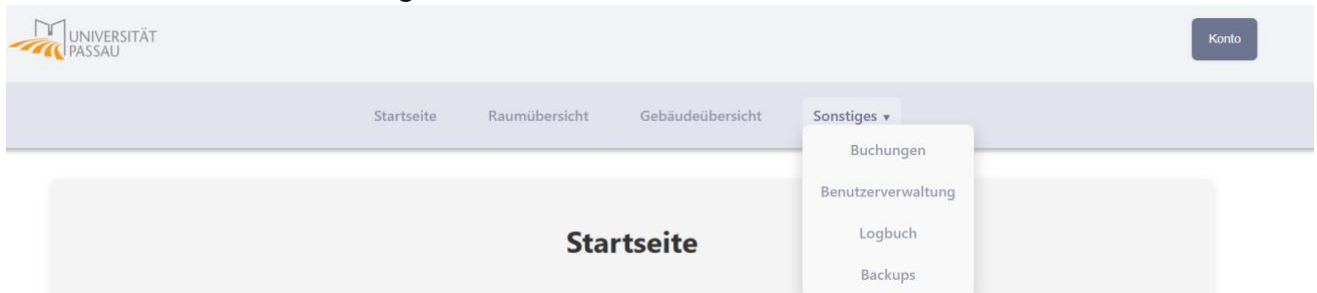 UNIVERSITÄT
PASSAU
Konto
Startseite Raumübersicht Gebäudeübersicht Sonstiges ▾
Buchungen
Benutzerverwaltung
Startseite
Logbuch
Backups